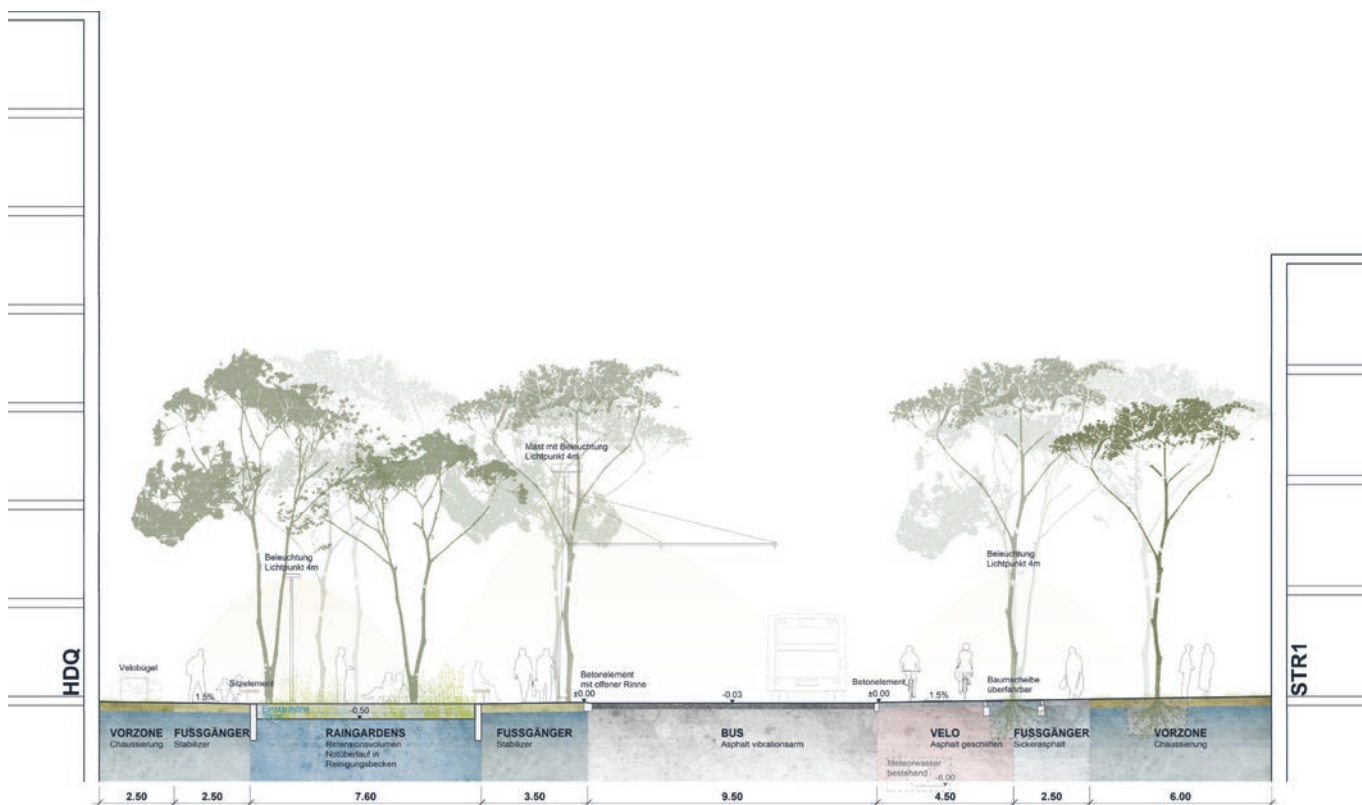 Mast mit Beleuchtung
Lichtpunkt 4m
Beleuchtung
Lichtpunkt 4m
Beleuchtung
Lichtpunkt 4m
HDQ
STR1
Velobügel
Sitzelement
1.5%
Einstauhöhe
-0.50
Betonelement
mit offener Rinne
±0.00
-0.03
Betonelement
±0.00
1.5%
Baumscheibe
überfahrbar
VORZONE
Chaussierung
FUSSGÄNGER
Stabilizer
RAINGARDENS
Retensionsvolumen
Notüberlauf in
Reinigungsbecken
FUSSGÄNGER
Stabilizer
BUS
Asphalt vibrationsarm
VELO
Asphalt geschliffen
FUSSGÄNGER
Sickerasphalt
VORZONE
Chaussierung
Meteorwasser
bestehend
-6.00
2.50 2.50 7.60 3.50 9.50 4.50 2.50 6.00